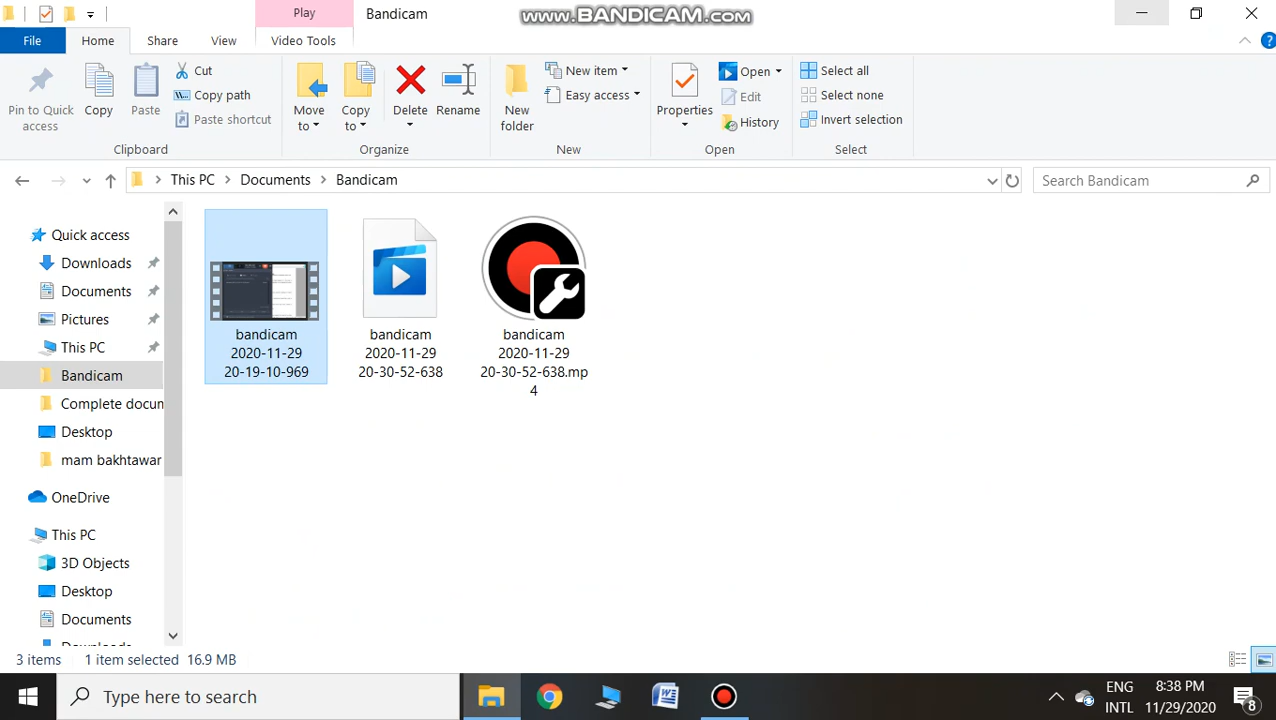 Play
Bandicam
www.BANDICAM.com
File
Home
Share
View
Video Tools
Pin to Quick
access
Copy
Paste
Cut
Copy path
Paste shortcut
Clipboard
Move
to
Copy
to
Delete
Rename
Organize
New
folder
New item
Easy access
New
Properties
Open
Edit
History
Open
Select all
Select none
Invert selection
Select
This PC > Documents > Bandicam
Search Bandicam
Quick access
Downloads
Documents
Pictures
This PC
Bandicam
Complete docum
Desktop
mam bakhtawar
OneDrive
This PC
3D Objects
Desktop
Documents
Downloads
bandicam
2020-11-29
20-19-10-969
bandicam
2020-11-29
20-30-52-638
bandicam
2020-11-29
20-30-52-638.mp
4
3 items
1 item selected 16.9 MB
Type here to search
ENG
INTL
8:38 PM
11/29/2020
8